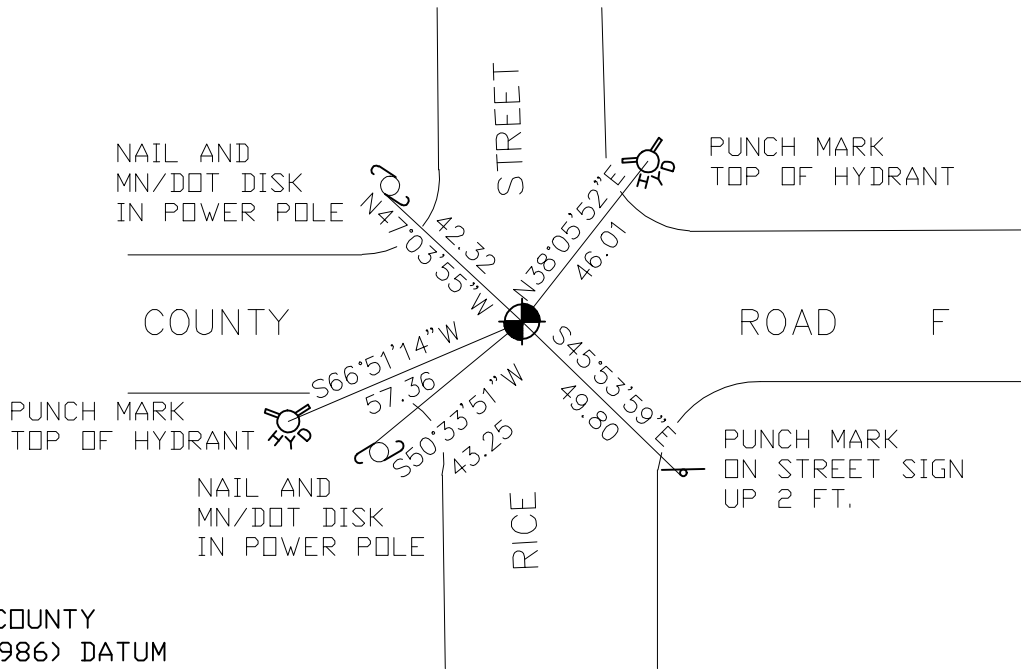 STREET
NAIL AND
MN/DOT DISK
IN POWER POLE
PUNCH MARK
TOP OF HYDRANT
HYD
N47°03'55"W
42.32
N38°05'52"E
46.01
COUNTY
ROAD F
S66°51'14"W
57.36
S50°33'51"W
43.25
S45°53'59"E
49.80
PUNCH MARK
TOP OF HYDRANT
HYD
NAIL AND
MN/DOT DISK
IN POWER POLE
PUNCH MARK
ON STREET SIGN
UP 2 FT.
RICE
COUNTY
986) DATUM